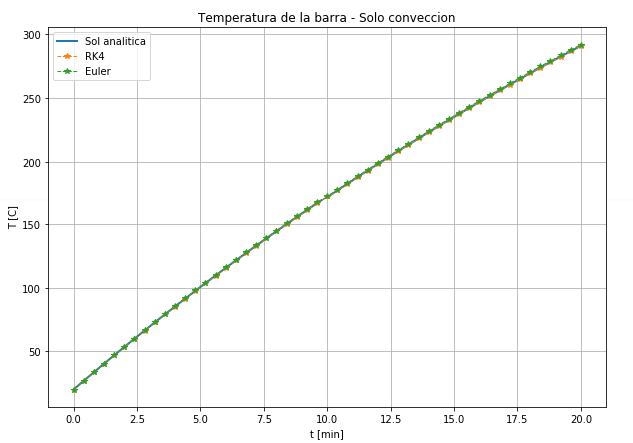 Temperatura de la barra - Solo conveccion
Sol analitica
RK4
Euler
300
250
200
150
100
50
T [C]
0.0 2.5 5.0 7.5 10.0 12.5 15.0 17.5 20.0
t [min]